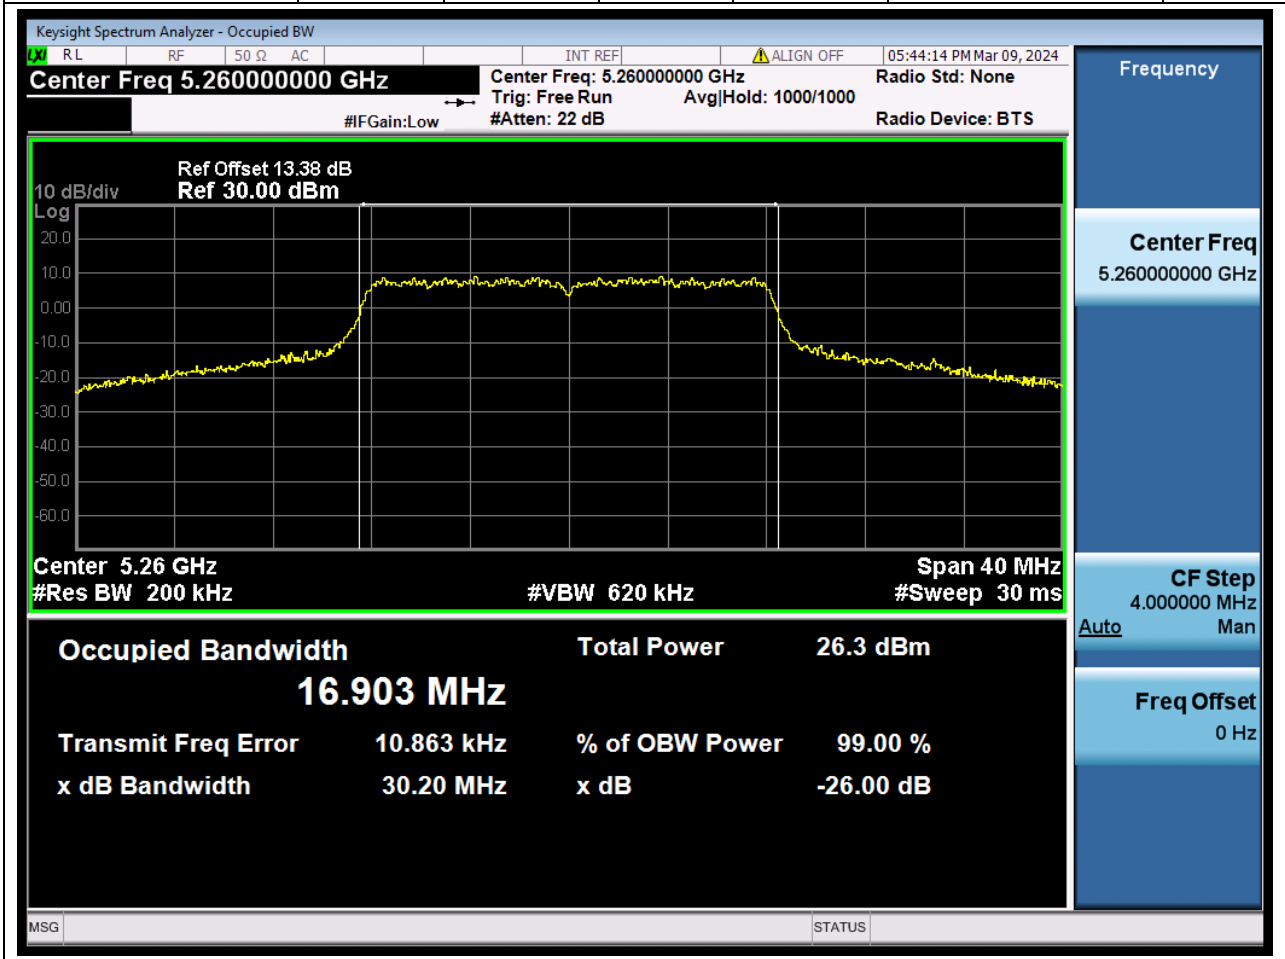 Keysight Spectrum Analyzer - Occupied BW
LXI RL RF 50 Ω AC INT REF ALIGN OFF 05:44:14 PM Mar 09, 2024
Center Freq 5.260000000 GHz
Center Freq: 5.260000000 GHz
Radio Std: None
Trig: Free Run Avg|Hold: 1000/1000
#IFGain:Low
#Atten: 22 dB
Radio Device: BTS
Ref Offset 13.38 dB
10 dB/div Ref 30.00 dBm
Log
20.0
10.0
0.00
-10.0
-20.0
-30.0
-40.0
-50.0
-60.0
Center 5.26 GHz Span 40 MHz
#Res BW 200 kHz #VBW 620 kHz #Sweep 30 ms
Occupied Bandwidth Total Power 26.3 dBm
16.903 MHz
Transmit Freq Error 10.863 kHz % of OBW Power 99.00 %
x dB Bandwidth 30.20 MHz x dB -26.00 dB
MSG STATUS
Frequency
Center Freq
5.260000000 GHz
CF Step
4.000000 MHz
Auto Man
Freq Offset
0 Hz